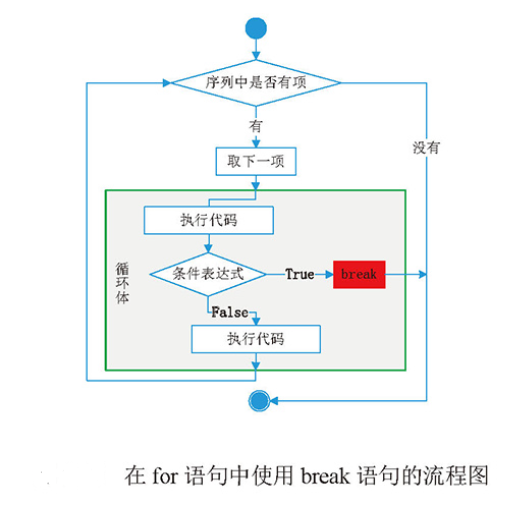 序列中是否有项
有
没有
取下一项
执行代码
循环体
条件表达式
True
break
False
执行代码
在 for 语句中使用 break 语句的流程图